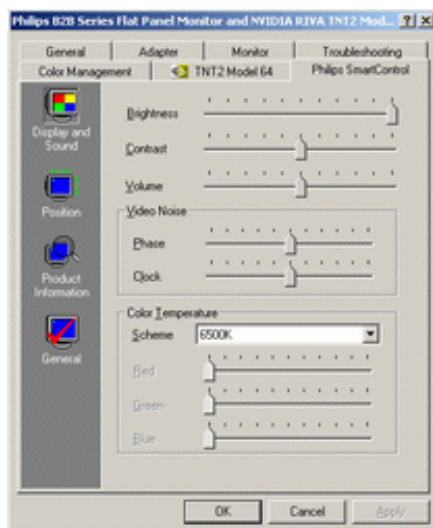 Philips B2B Series Flat Panel Monitor and NVIDIA RIVA TNT2 Mod...
General Adapter Monitor Troubleshooting
Color Management TNT2 Model 64 Philips SmartControl
Display and
Sound
Position
Product
Information
General
Brightness
Contrast
Volume
Video Noise
Phase
Clock
Color Temperature
Scheme 6500K
Red
Green
Blue
OK Cancel Apply